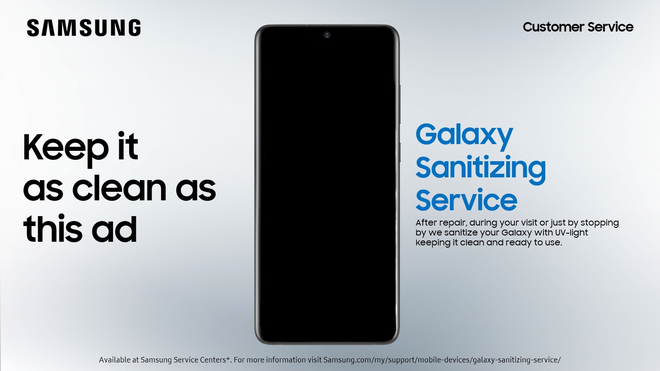 SAMSUNG
Customer Service
Keep it
as clean as
this ad
Galaxy
Sanitizing
Service
After repair, during your visit or just by stopping
by we sanitize your Galaxy with UV-light
keeping it clean and ready to use.
Available at Samsung Service Centers*. For more information visit Samsung.com/my/support/mobile-devices/galaxy-sanitizing-service/